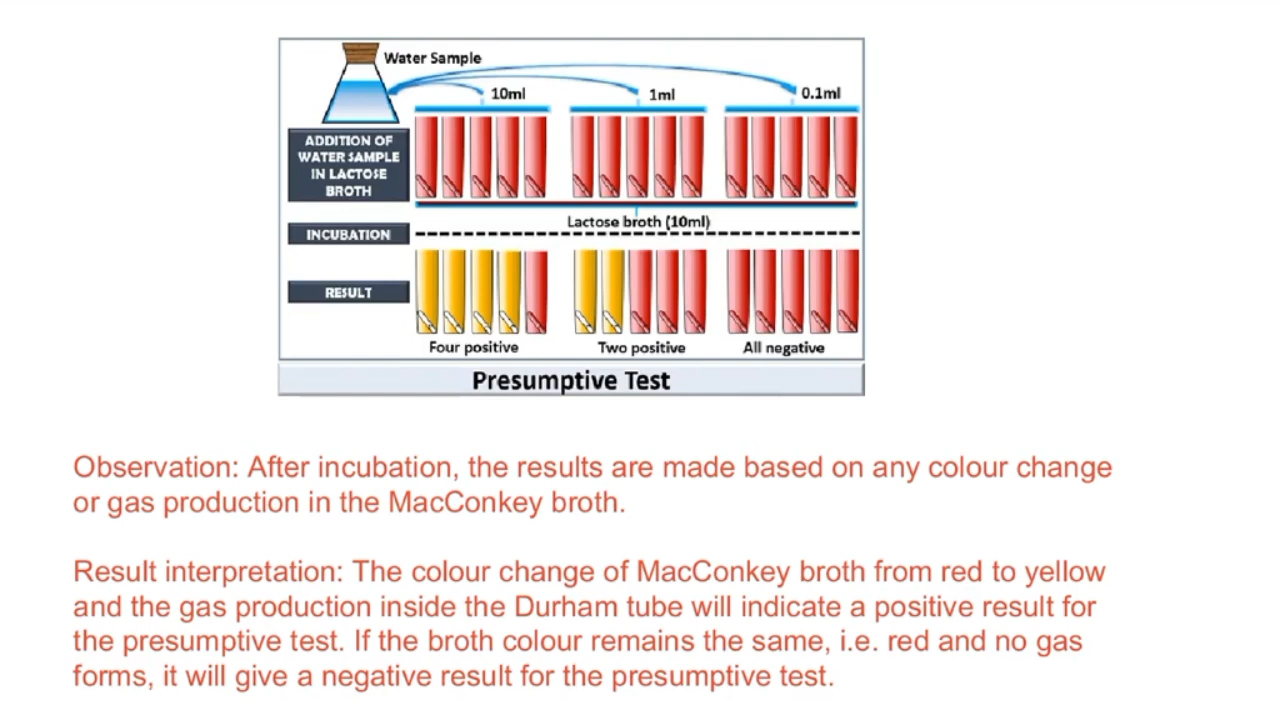 Water Sample
10ml
1ml
0.1ml
ADDITION OF
WATER SAMPLE
IN LACTOSE
BROTH
Lactose broth (10ml)
INCUBATION
RESULT
Four positive
Two positive
All negative
Presumptive Test
Observation: After incubation, the results are made based on any colour change
or gas production in the MacConkey broth.
Result interpretation: The colour change of MacConkey broth from red to yellow
and the gas production inside the Durham tube will indicate a positive result for
the presumptive test. If the broth colour remains the same, i.e. red and no gas
forms, it will give a negative result for the presumptive test.